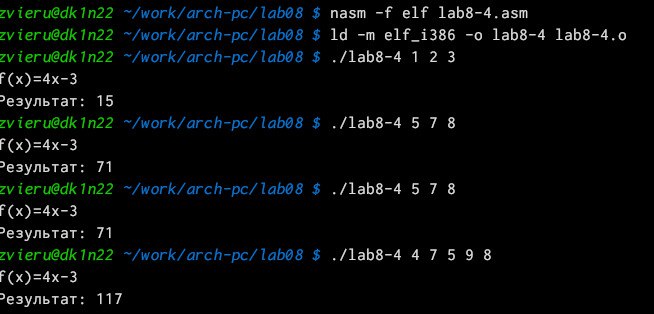 zvieru@dk1n22 ~/work/arch-pc/lab08 $ nasm -f elf lab8-4.asm
zvieru@dk1n22 ~/work/arch-pc/lab08 $ ld -m elf_i386 -o lab8-4 lab8-4.o
zvieru@dk1n22 ~/work/arch-pc/lab08 $ ./lab8-4 1 2 3
f(x)=4x-3
Результат: 15
zvieru@dk1n22 ~/work/arch-pc/lab08 $ ./lab8-4 5 7 8
f(x)=4x-3
Результат: 71
zvieru@dk1n22 ~/work/arch-pc/lab08 $ ./lab8-4 5 7 8
f(x)=4x-3
Результат: 71
zvieru@dk1n22 ~/work/arch-pc/lab08 $ ./lab8-4 4 7 5 9 8
f(x)=4x-3
Результат: 117